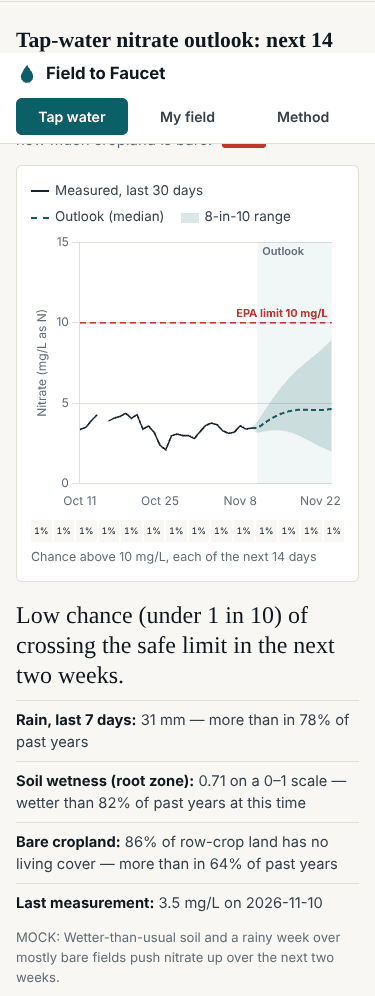 Tap-water nitrate outlook: next 14
Field to Faucet
Tap water
My field
Method
how much cropland is bare.
Measured, last 30 days
Outlook (median)
8-in-10 range
15
Outlook
EPA limit 10 mg/L
10
Nitrate (mg/L as N)
5
0
Oct 11
Oct 25
Nov 8
Nov 22
1% 1% 1% 1% 1% 1% 1% 1% 1% 1% 1% 1% 1% 1%
Chance above 10 mg/L, each of the next 14 days
Low chance (under 1 in 10) of
crossing the safe limit in the next
two weeks.
Rain, last 7 days: 31 mm — more than in 78% of
past years
Soil wetness (root zone): 0.71 on a 0–1 scale —
wetter than 82% of past years at this time
Bare cropland: 86% of row-crop land has no
living cover — more than in 64% of past years
Last measurement: 3.5 mg/L on 2026-11-10
MOCK: Wetter-than-usual soil and a rainy week over
mostly bare fields push nitrate up over the next two
weeks.